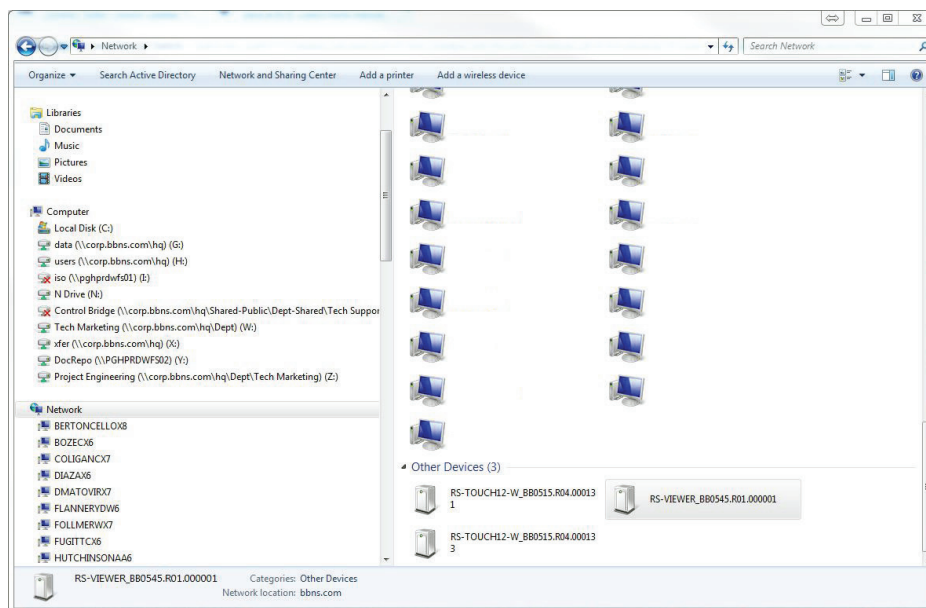 Network
Search Network
Organize Search Active Directory Network and Sharing Center Add a printer Add a wireless device
Libraries
Documents
Music
Pictures
Videos
Computer
Local Disk (C:)
data (\\corp.bbns.com\hq) (G:)
users (\\corp.bbns.com\hq) (H:)
iso (\\pghprdwfs01) (I:)
N Drive (N:)
Control Bridge (\\corp.bbns.com\hq\Shared-Public\Dept-Shared\Tech Suppor
Tech Marketing (\\corp.bbns.com\hq\Dept) (W:)
xfer (\\corp.bbns.com\hq) (X:)
DocRepo (\\PGHPRDWFS02) (Y:)
Project Engineering (\\corp.bbns.com\hq\Dept\Tech Marketing) (Z:)
Network
BERTONCELLOX8
BOZECX6
COLIGANCX7
DIAZAX6
DMATOVIRX7
FLANNERYDW6
FOLLMERWX7
FUGITTCX6
HUTCHINSONAA6
Other Devices (3)
RS-TOUCH12-W_BB0515.R04.00013
1
RS-VIEWER_BB0545.R01.000001
RS-TOUCH12-W_BB0515.R04.00013
3
RS-VIEWER_BB0545.R01.000001 Categories: Other Devices
Network location: bbns.com